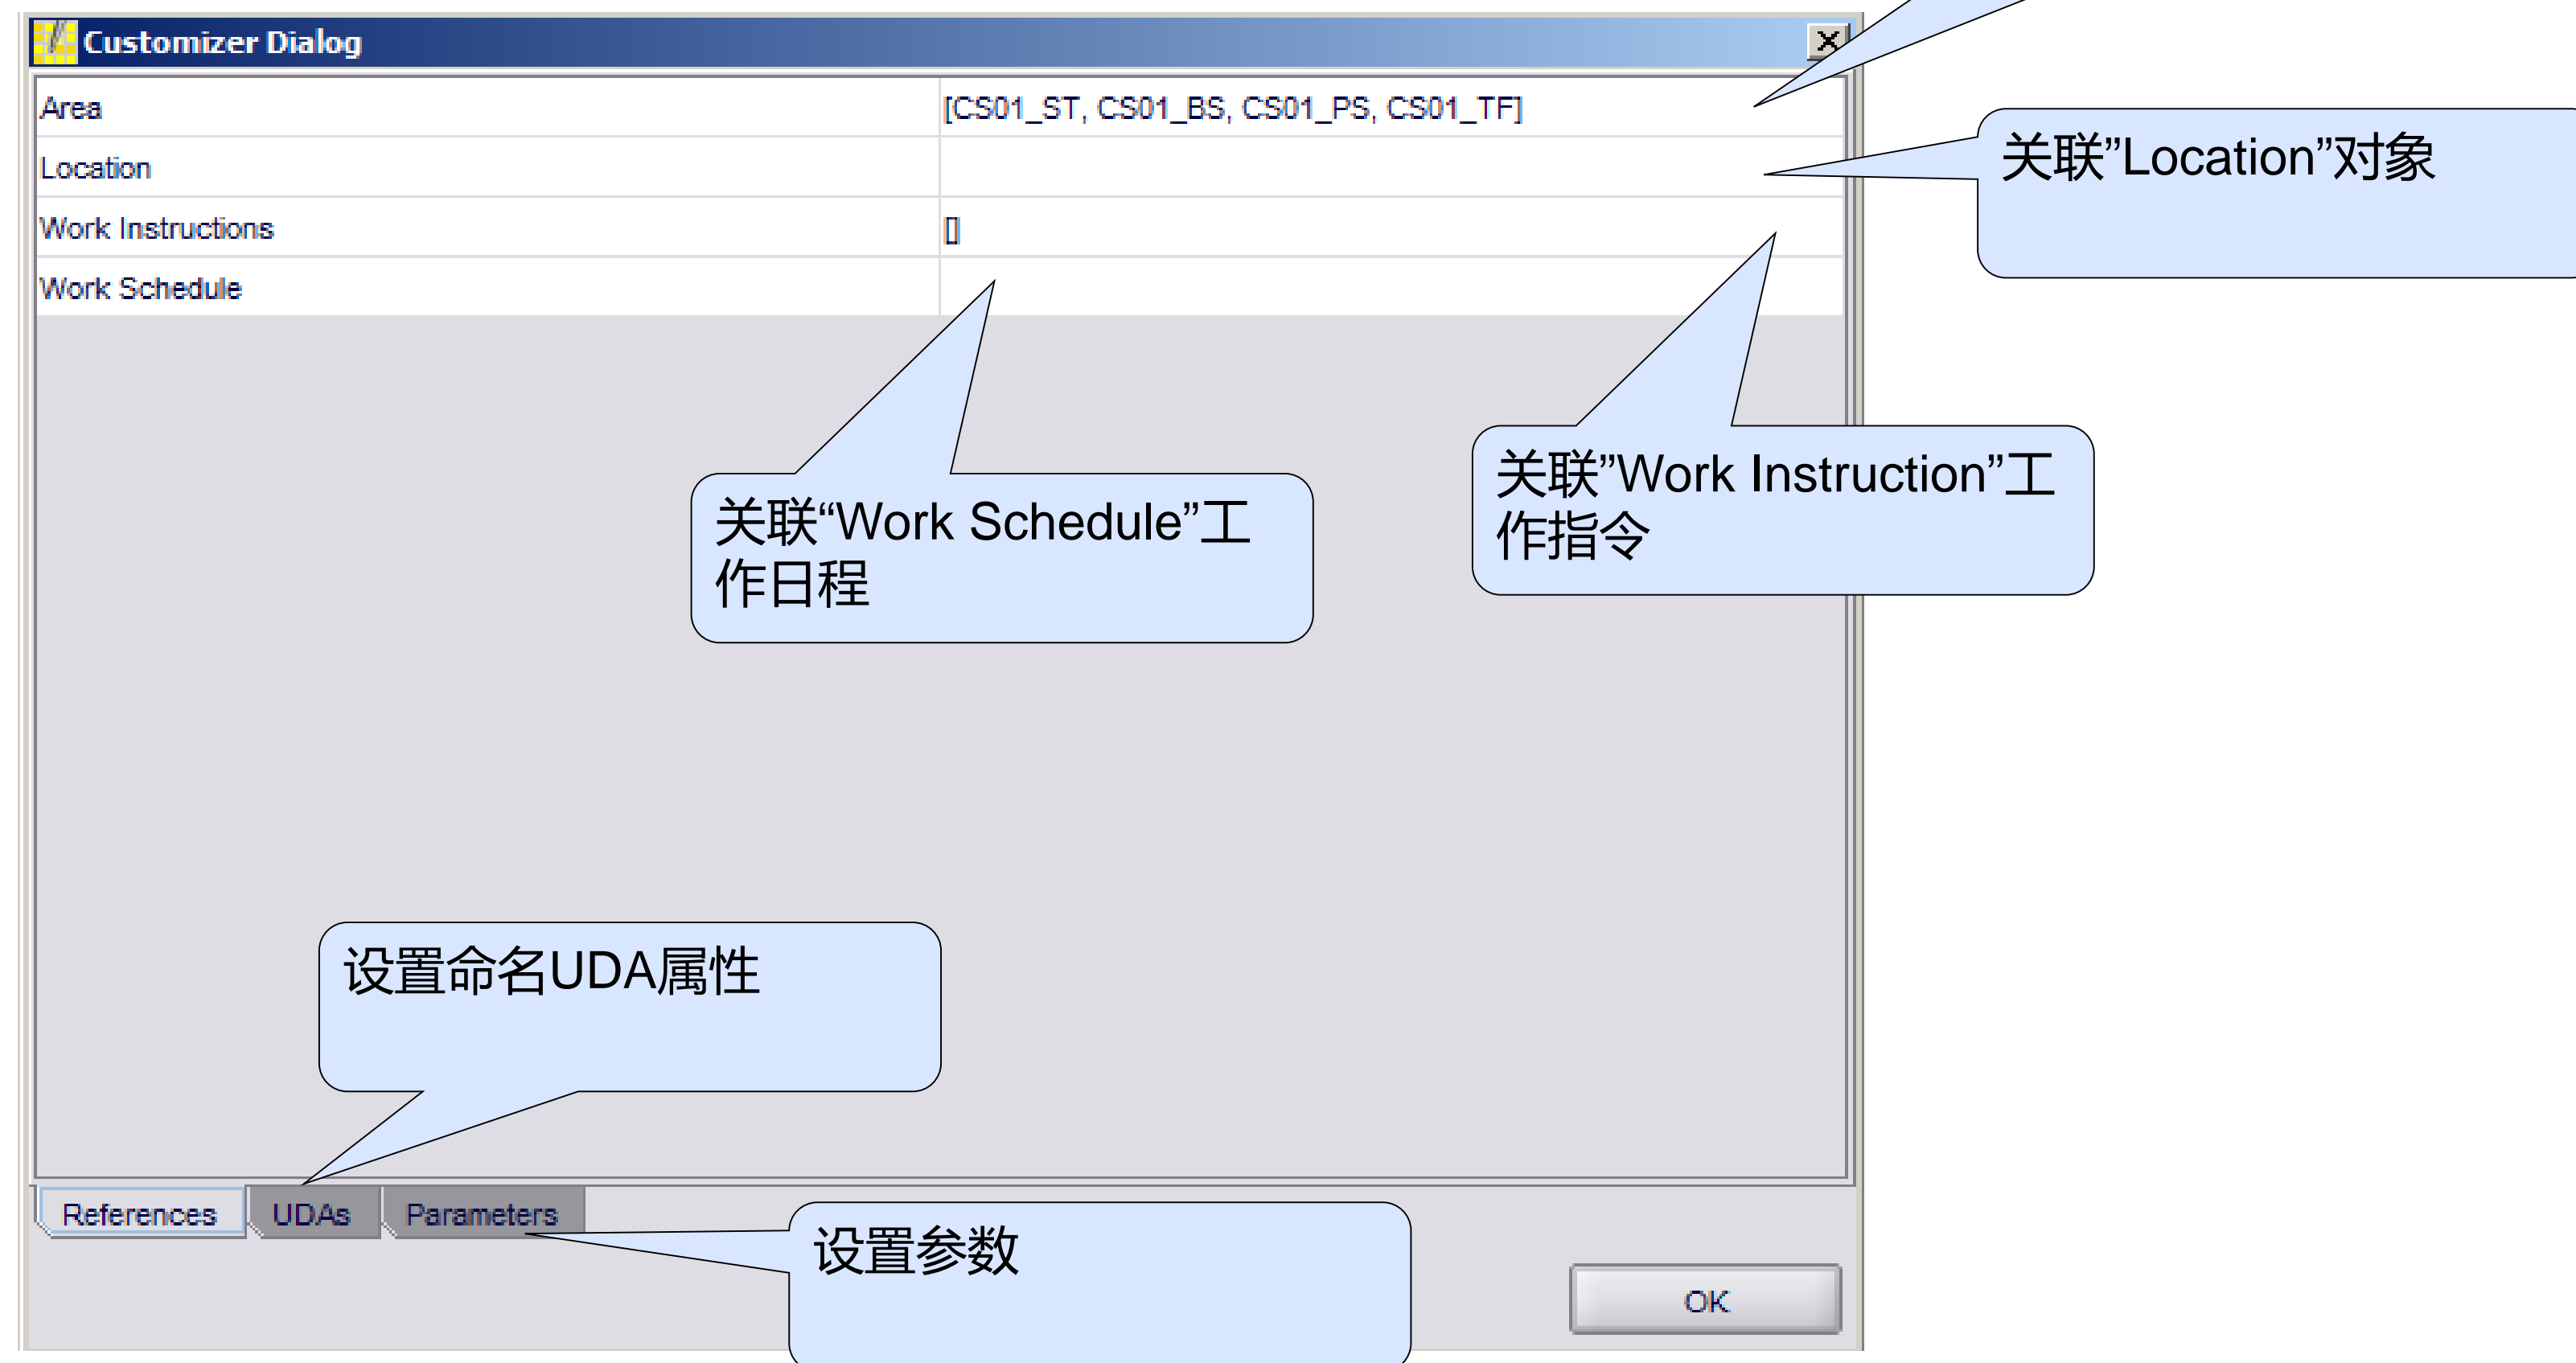 Customizer Dialog
Area [CS01_ST, CS01_BS, CS01_PS, CS01_TF]
Location
Work Instructions []
Work Schedule
关联”Location”对象
关联”Work Instruction”工
作指令
关联“Work Schedule”工
作日程
设置命名UDA属性
References UDAs Parameters
设置参数
OK